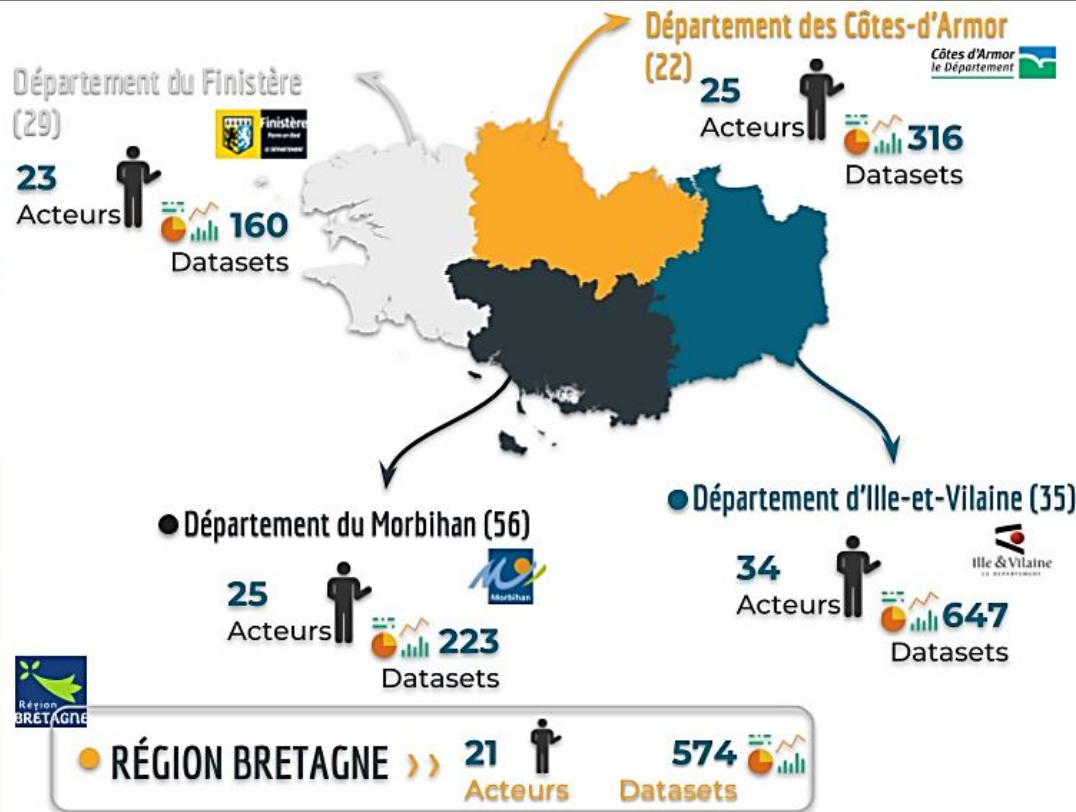 Département des Côtes-d'Armor
(22)
Côtes d'Armor
le Département
25
Acteurs
316
Datasets
Département du Finistère
(29)
Finistère
23
Acteurs
160
Datasets
Département du Morbihan (56)
Morbihan
25
Acteurs
223
Datasets
Département d'Ille-et-Vilaine (35)
Ille & Vilaine
LE DÉPARTEMENT
34
Acteurs
647
Datasets
Région
BRETAGNE
RÉGION BRETAGNE
21
Acteurs
574
Datasets